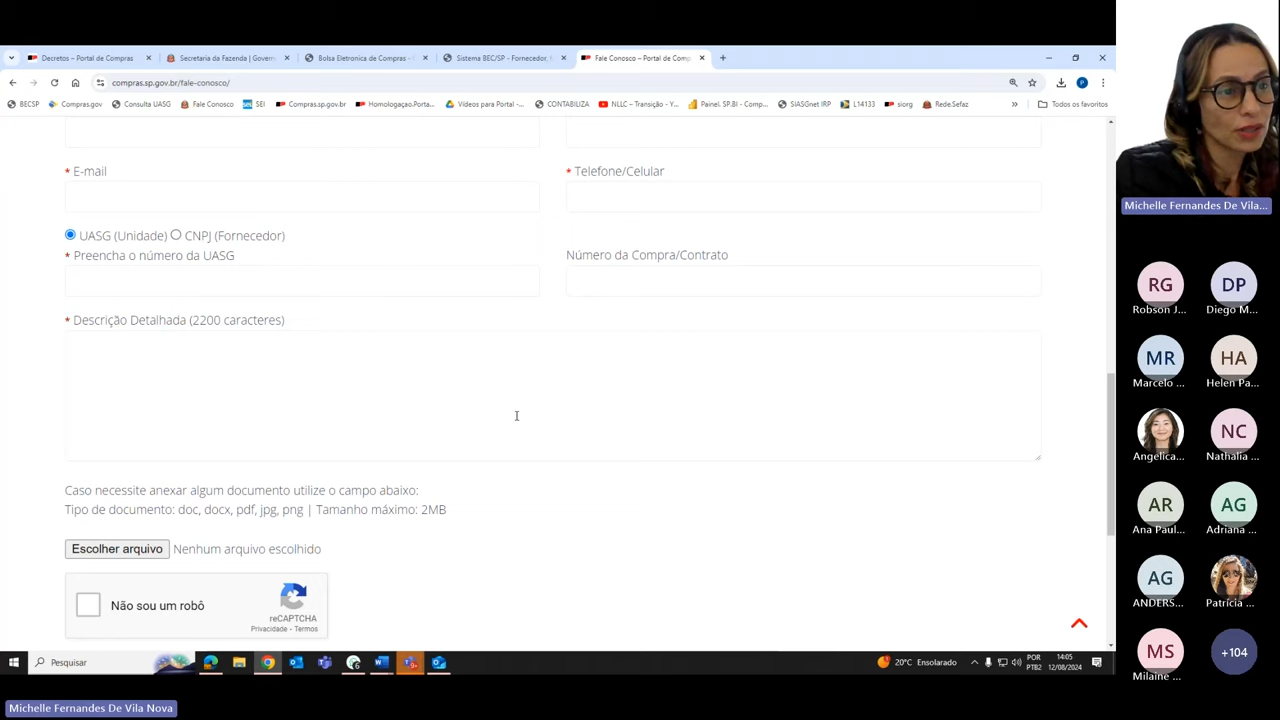 Decretos – Portal de Compras
Secretaria da Fazenda | Govern
Bolsa Eletronica de Compras –
Sistema BEC/SP - Fornecedor,
Fale Conosco – Portal de Comp
compras.sp.gov.br/fale-conosco/
BECSP
Compras.gov
Consulta UASG
Fale Conosco
SEI
Compras.sp.gov.br
Homologação.Porta...
Vídeos para Portal -...
CONTABILIZA
NLLC – Transição - Y...
Painel. SP.BI - Comp...
SIASGnet IRP
L14133
siorg
Rede.Sefaz
»
Todos os favoritos
* E-mail
* Telefone/Celular
UASG (Unidade) CNPJ (Fornecedor)
* Preencha o número da UASG
Número da Compra/Contrato
* Descrição Detalhada (2200 caracteres)
Caso necessite anexar algum documento utilize o campo abaixo:
Tipo de documento: doc, docx, pdf, jpg, png | Tamanho máximo: 2MB
Escolher arquivo Nenhum arquivo escolhido
Não sou um robô
reCAPTCHA
Privacidade - Termos
Pesquisar
20°C Ensolarado
POR
PTB2
14:05
12/08/2024
Michelle Fernandes De Vila...
RG
Robson J...
DP
Diego M...
MR
Marcelo ...
HA
Helen Pa...
Angelica...
NC
Nathalia ...
AR
Ana Paul...
AG
Adriana ...
AG
ANDERS...
Patrícia ...
MS
Milaine ...
+104
Michelle Fernandes De Vila Nova